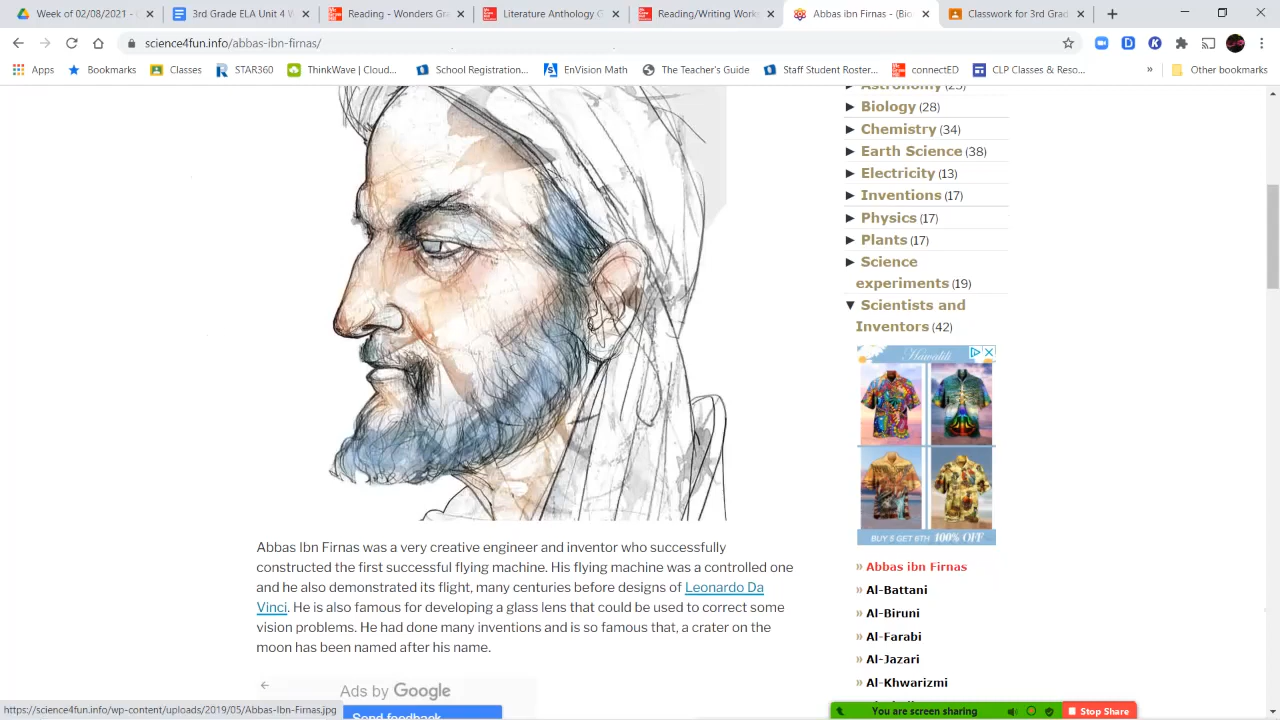 02/08/2021 -
3rd Grade ELA Unit 4 W
Reading - Wonders Gr
Literature Anthology G
Reading/Writing Works
Abbas Ibn Firnas - (Bio
Classwork for 3rd Grad
science4fun.info/abbas-ibn-firnas/
Apps
Bookmarks
Classes
STAR360
ThinkWave | Cloud...
School Registration...
EnVision Math
The Teacher's Guide
Staff Student Roster...
connectED
CLP Classes & Reso...
»
Other bookmarks
Astronomy (25)
Biology (28)
Chemistry (34)
Earth Science (38)
Electricity (13)
Inventions (17)
Physics (17)
Plants (17)
Science
experiments (19)
Scientists and
Inventors (42)
Hawalili
BUY 5 GET 6TH 100% OFF
» Abbas ibn Firnas
» Al-Battani
» Al-Biruni
» Al-Farabi
» Al-Jazari
» Al-Khwarizmi
Abbas Ibn Firnas was a very creative engineer and inventor who successfully
constructed the first successful flying machine. His flying machine was a controlled one
and he also demonstrated its flight, many centuries before designs of Leonardo Da
Vinci. He is also famous for developing a glass lens that could be used to correct some
vision problems. He had done many inventions and is so famous that, a crater on the
moon has been named after his name.
Ads by Google
Send feedback
https://science4fun.info/wp-content/uploads/2019/05/Abbas-Ibn-Firnas.jpg
You are screen sharing
Stop Share